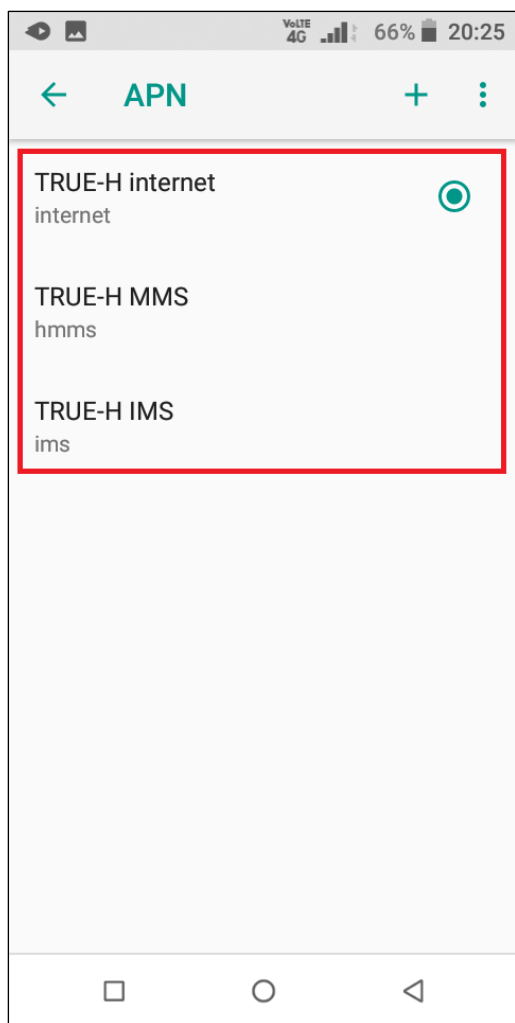 VoLTE
4G 66% 20:25
APN
TRUE-H internet
internet
TRUE-H MMS
hmms
TRUE-H IMS
ims